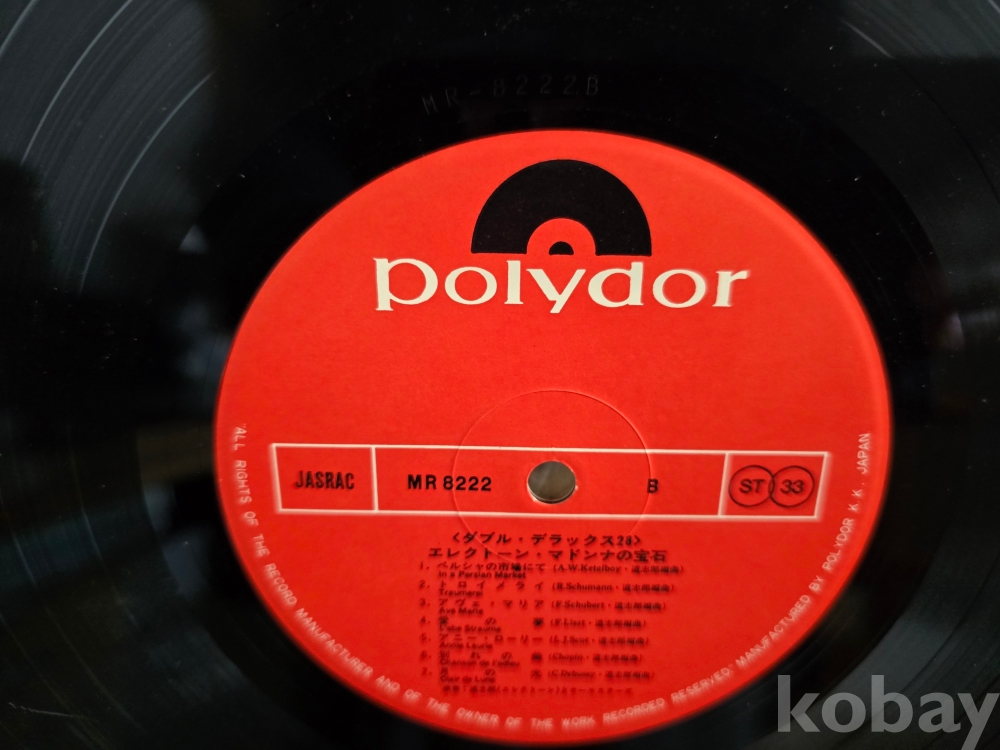 MR-8222B
polydor
JASRAC MR 8222 B ST 33
〈ダブル・デラックス28〉
エレクトーン・マドンナの宝石
1. ペルシャの市場にて (A.W.Ketelbey・
In a Persian Market
2. トロイメライ (R.Schumann・
Traumerei
3. アヴェ・マリア (F.Schubert・
Ave Maria
4. の夢 (F.Liszt・
5. アニー・ローリー
Annie Laurie
6. 別れの曲 (Chopin・
Chanson de l'adieu
7. の光 (C.Debussy・
Clair de Lune
"ALL RIGHTS OF THE RECORD MANUFACTURER AND OF THE OWNER OF THE WORK RECORDED RESERVED" MANUFACTURED BY POLYDOR K.K. JAPAN
kobay